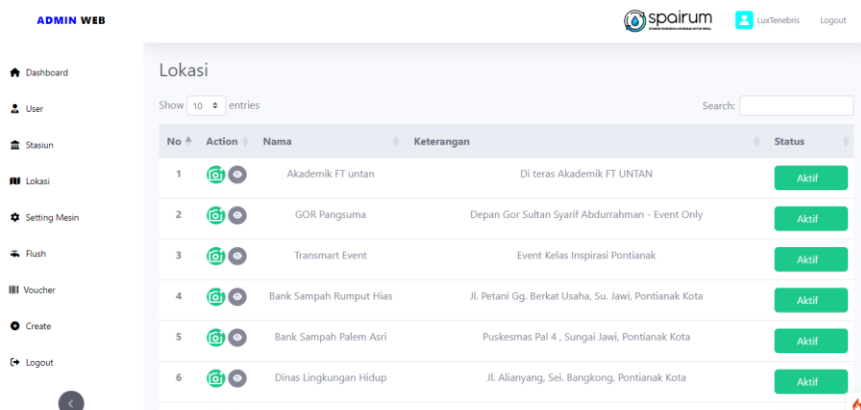 ADMIN WEB
spairum
LuxTenebris
Logout
Dashboard
User
Stasiun
Lokasi
Setting Mesin
Flush
Voucher
Create
Logout
Lokasi
Show 10 entries
Search:
No Action Nama Keterangan Status
1 Akademik FT untan Di teras Akademik FT UNTAN Aktif
2 GOR Pangsuma Depan Gor Sultan Syarif Abdurrahman - Event Only Aktif
3 Transmart Event Event Kelas Inspirasi Pontianak Aktif
4 Bank Sampah Rumput Hias Jl. Petani Gg. Berkat Usaha, Su. Jawi, Pontianak Kota Aktif
5 Bank Sampah Palem Asri Puskesmas Pal 4 , Sungai Jawi, Pontianak Kota Aktif
6 Dinas Lingkungan Hidup Jl. Alianyang, Sei. Bangkong, Pontianak Kota Aktif